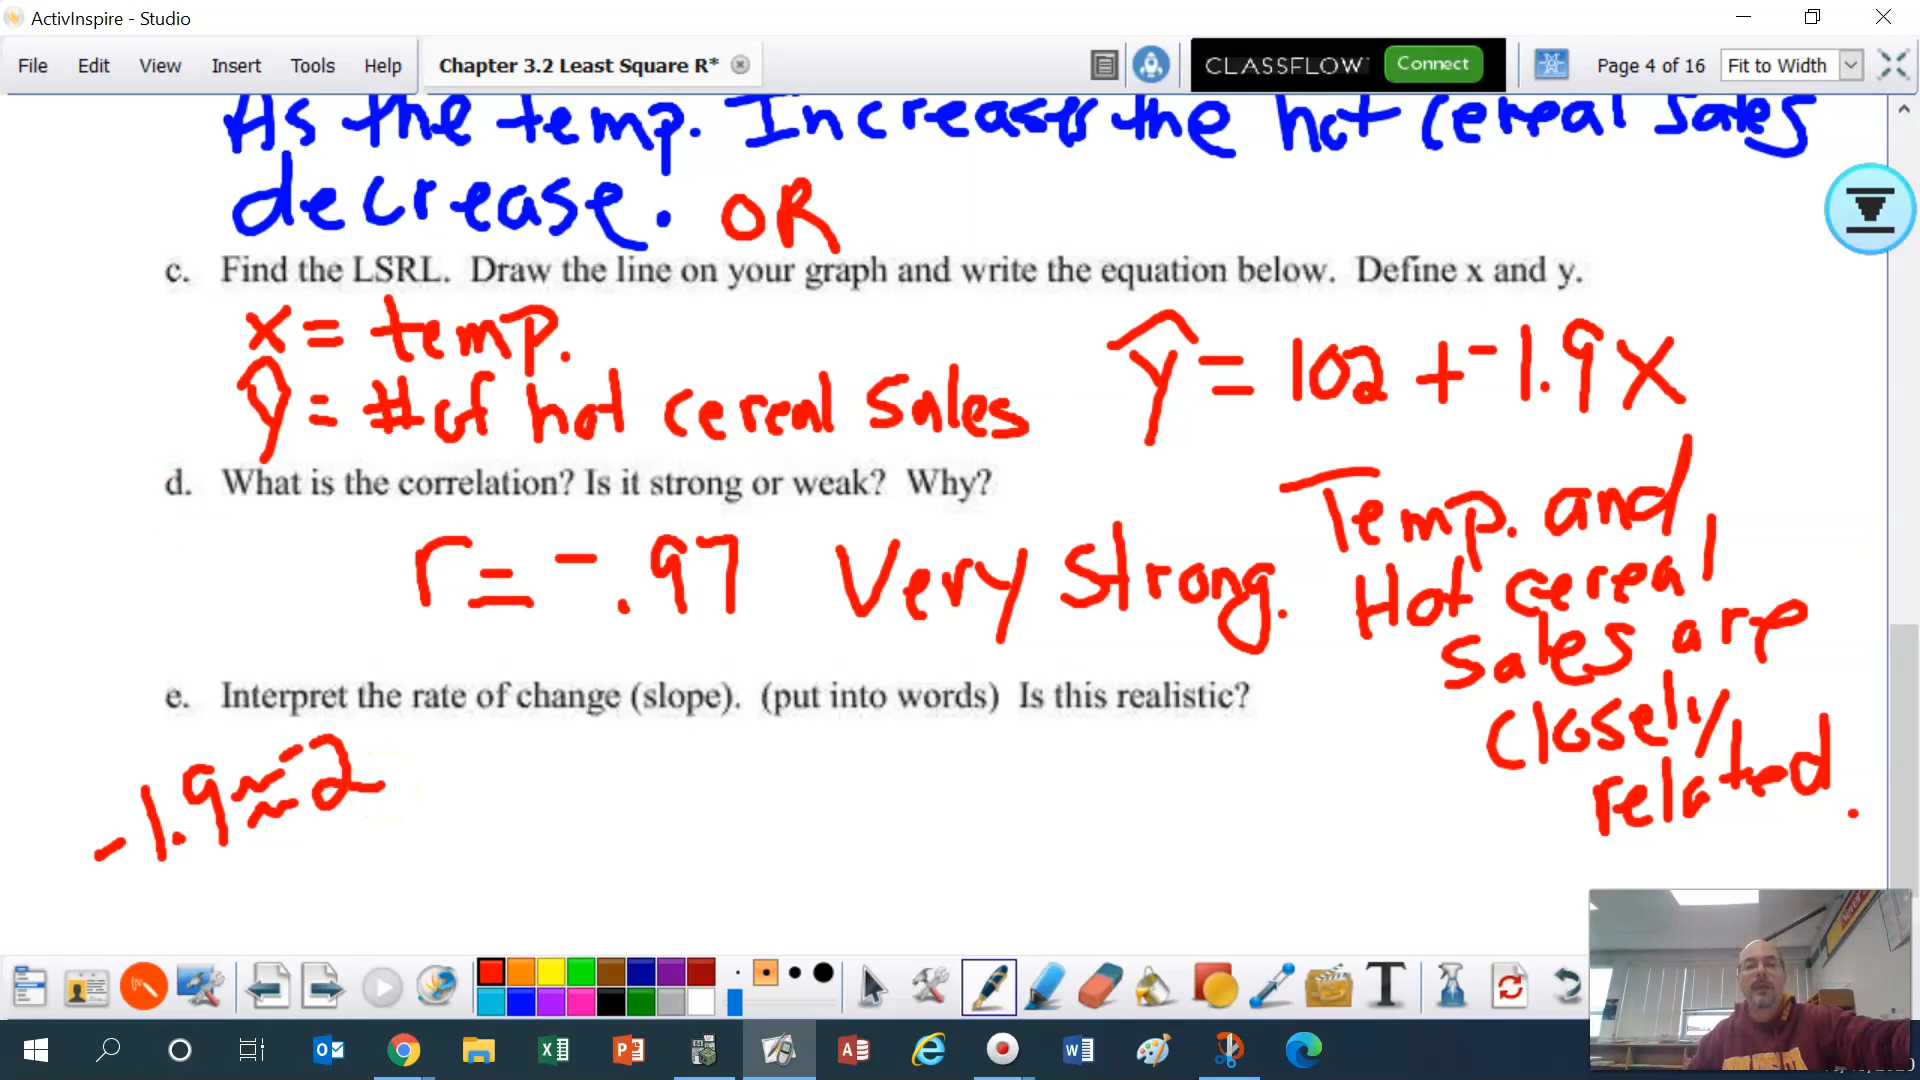 ActivInspire - Studio
File Edit View Insert Tools Help Chapter 3.2 Least Square R* CLASSFLOW Connect Page 4 of 16 Fit to Width
As the temp. Increases the hot cereal sales
decrease. OR
c. Find the LSRL. Draw the line on your graph and write the equation below. Define x and y.
x = temp.
ŷ = # of hot cereal sales
ŷ = 102 + -1.9x
d. What is the correlation? Is it strong or weak? Why?
r = -.97 Very strong.
Temp. and
Hot cereal
sales are
closely
related.
e. Interpret the rate of change (slope). (put into words) Is this realistic?
-1.9 ≈ -2